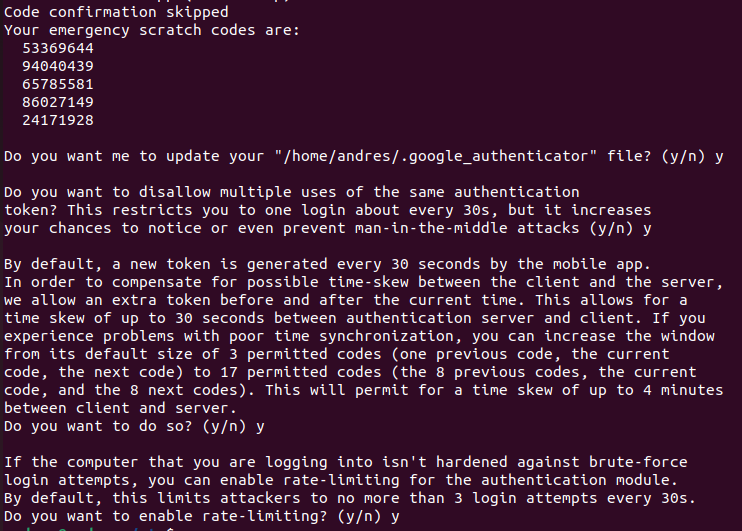 Code confirmation skipped
Your emergency scratch codes are:
53369644
94040439
65785581
86027149
24171928
Do you want me to update your "/home/andres/.google_authenticator" file? (y/n) y
Do you want to disallow multiple uses of the same authentication
token? This restricts you to one login about every 30s, but it increases
your chances to notice or even prevent man-in-the-middle attacks (y/n) y
By default, a new token is generated every 30 seconds by the mobile app.
In order to compensate for possible time-skew between the client and the server,
we allow an extra token before and after the current time. This allows for a
time skew of up to 30 seconds between authentication server and client. If you
experience problems with poor time synchronization, you can increase the window
from its default size of 3 permitted codes (one previous code, the current
code, the next code) to 17 permitted codes (the 8 previous codes, the current
code, and the 8 next codes). This will permit for a time skew of up to 4 minutes
between client and server.
Do you want to do so? (y/n) y
If the computer that you are logging into isn't hardened against brute-force
login attempts, you can enable rate-limiting for the authentication module.
By default, this limits attackers to no more than 3 login attempts every 30s.
Do you want to enable rate-limiting? (y/n) y